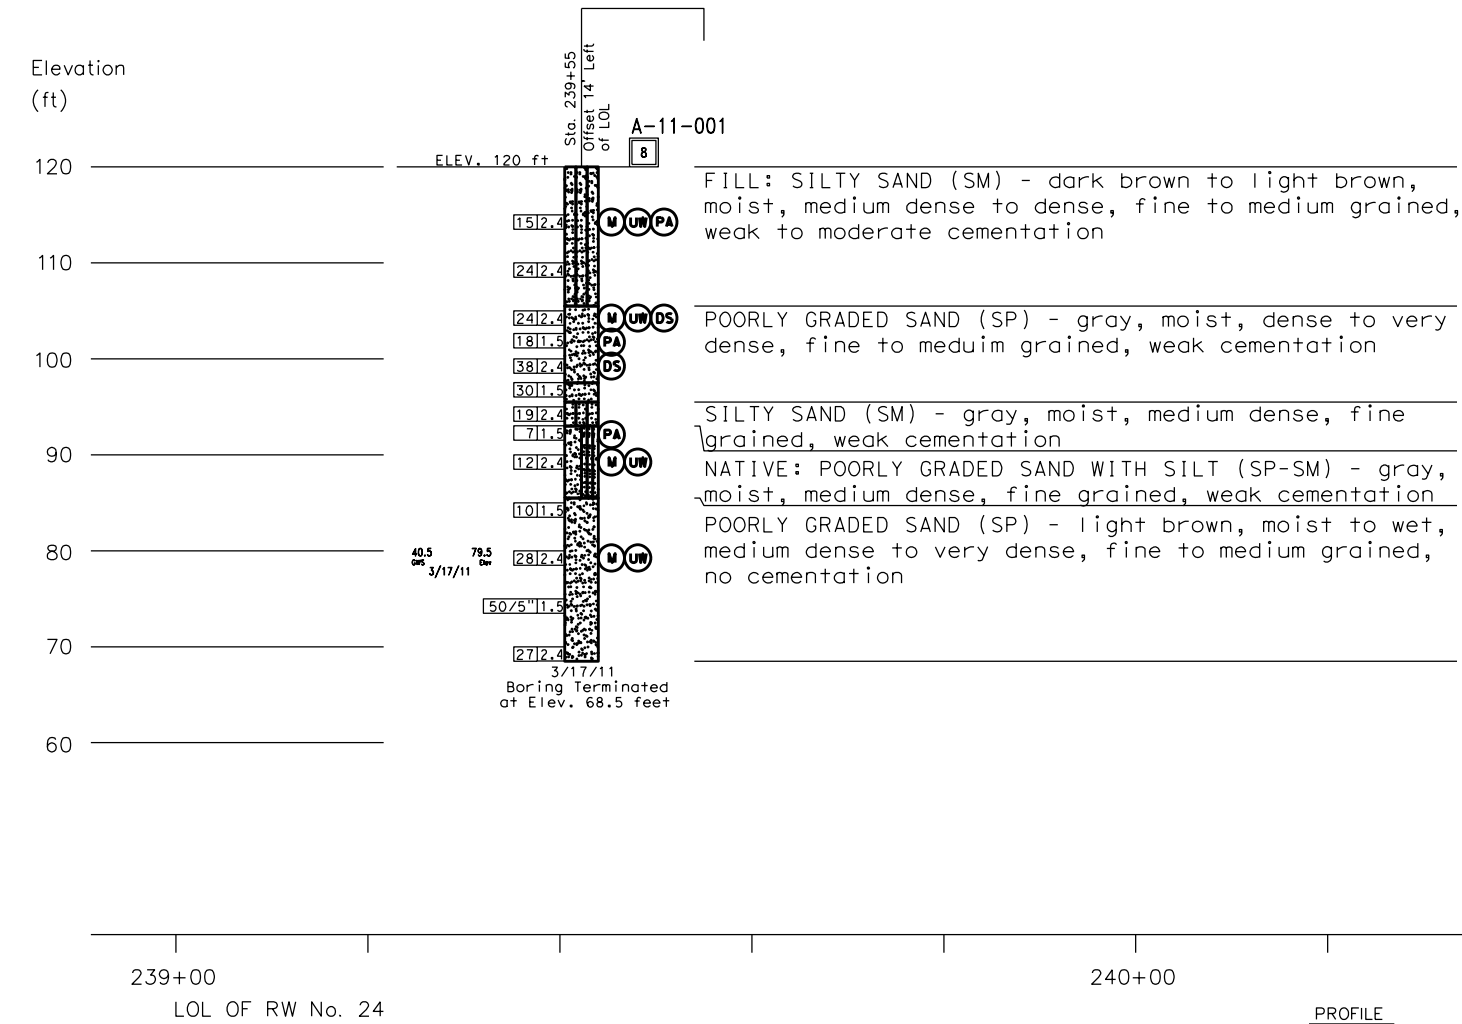 Elevation
(ft)
Sta. 239+55
Offset 14' Left
of LOL
A-11-001
8
ELEV. 120 ft
120
110
100
90
80
70
60
15 2.4
24 2.4
24 2.4
18 1.5
38 2.4
30 1.5
19 2.4
7 1.5
12 2.4
10 1.5
28 2.4
50/5" 1.5
27 2.4
M UW PA
M UW DS
PA
DS
PA
M UW
M UW
40.5 79.5
GWS Elev
3/17/11
3/17/11
Boring Terminated
at Elev. 68.5 feet
FILL: SILTY SAND (SM) - dark brown to light brown,
moist, medium dense to dense, fine to medium grained,
weak to moderate cementation
POORLY GRADED SAND (SP) - gray, moist, dense to very
dense, fine to meduim grained, weak cementation
SILTY SAND (SM) - gray, moist, medium dense, fine
grained, weak cementation
NATIVE: POORLY GRADED SAND WITH SILT (SP-SM) - gray,
moist, medium dense, fine grained, weak cementation
POORLY GRADED SAND (SP) - light brown, moist to wet,
medium dense to very dense, fine to medium grained,
no cementation
239+00
240+00
LOL OF RW No. 24
PROFILE